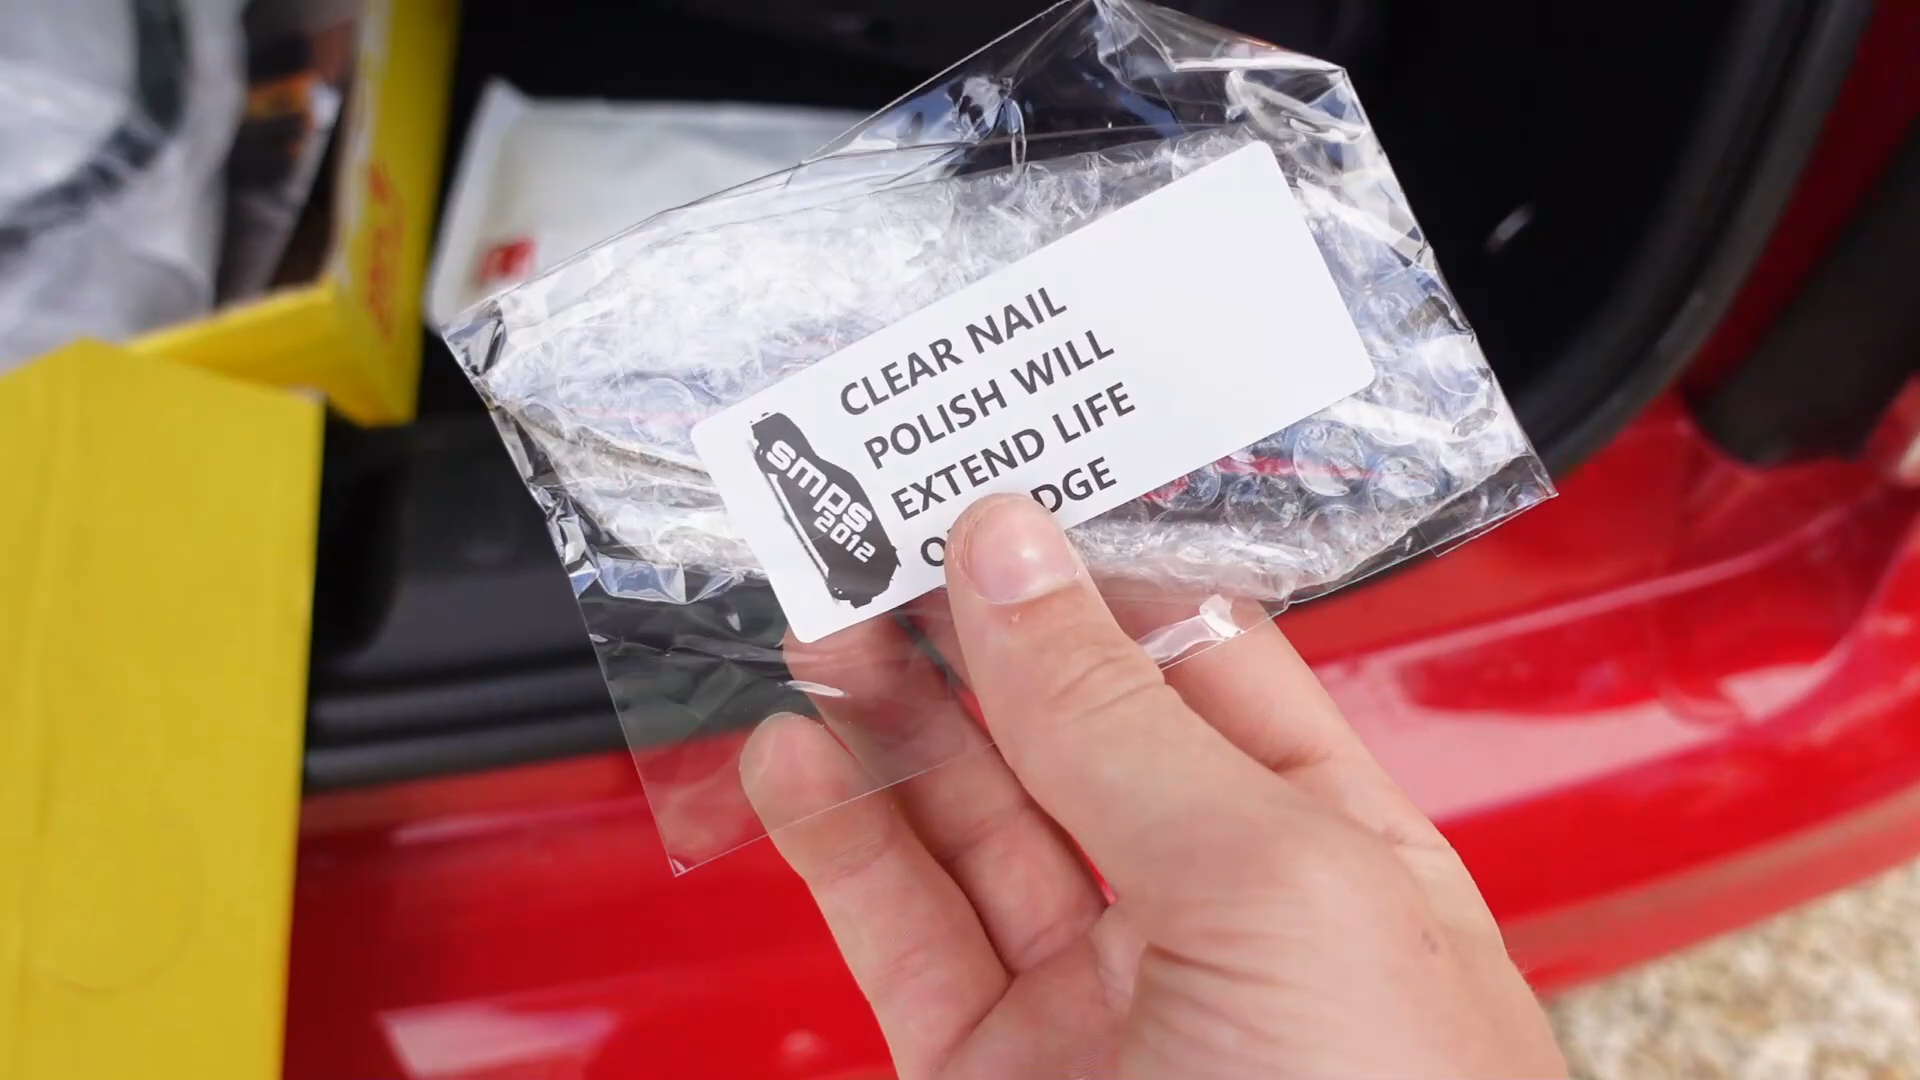 CLEAR NAIL
POLISH WILL
EXTEND LIFE
smps
2012